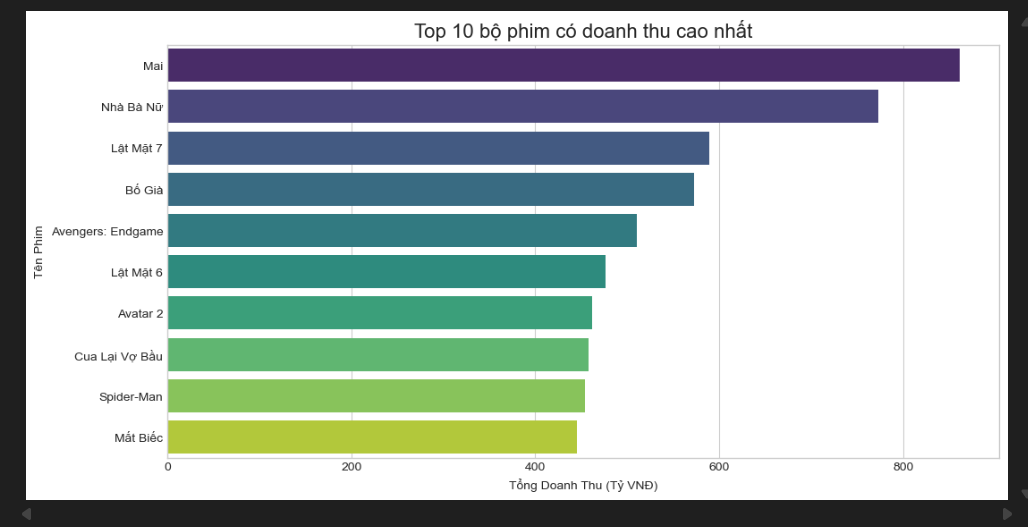 Top 10 bộ phim có doanh thu cao nhất
Tên Phim
Mai
Nhà Bà Nữ
Lật Mặt 7
Bố Già
Avengers: Endgame
Lật Mặt 6
Avatar 2
Cua Lại Vợ Bầu
Spider-Man
Mắt Biếc
0 200 400 600 800
Tổng Doanh Thu (Tỷ VNĐ)